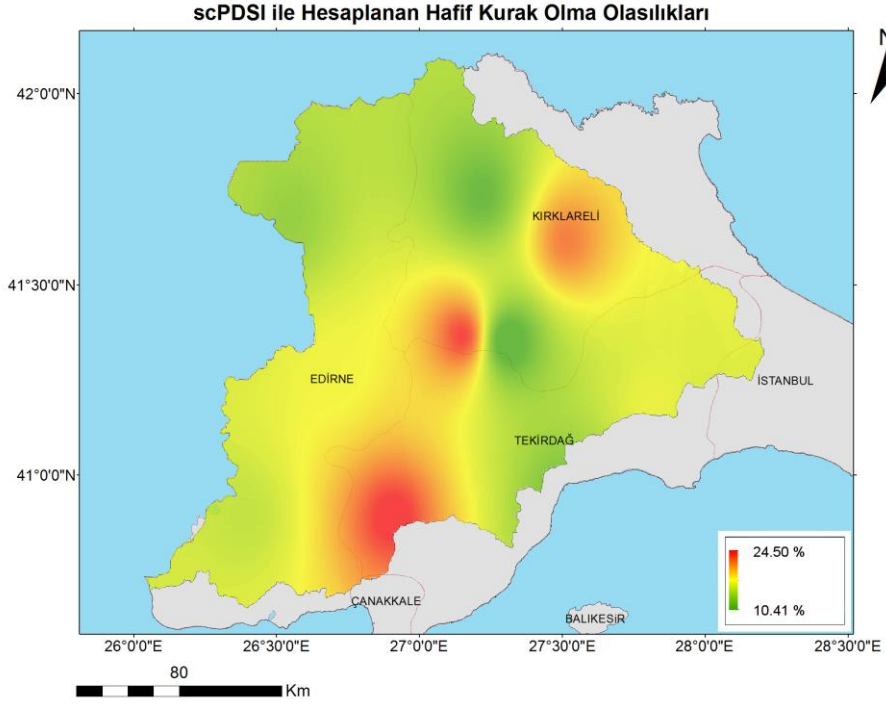 scPDSI ile Hesaplanan Hafif Kurak Olma Olasılıkları
N
42°0'0"N
KIRKLARELİ
41°30'0"N
EDİRNE
İSTANBUL
TEKİRDAĞ
41°0'0"N
24.50 %
10.41 %
ÇANAKKALE
BALIKESİR
26°0'0"E
26°30'0"E
27°0'0"E
27°30'0"E
28°0'0"E
28°30'0"E
80
Km